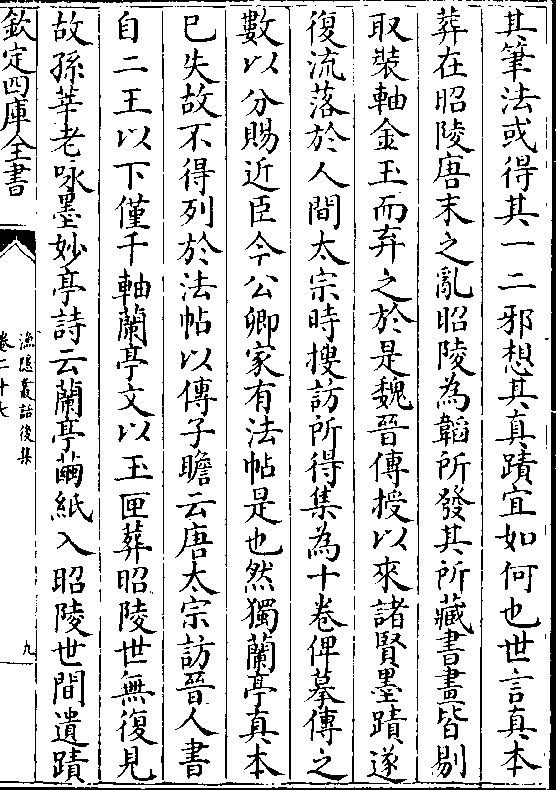 其筆法或得其一二邪想其真蹟宜如何也世言真本
葬在昭陵唐末之亂昭陵為韜所發其所藏書畫皆剔
取裝軸金玉而弃之於是魏晉傳授以來諸賢墨蹟遂
復流落於人間太宗時搜訪所得集為十卷俾摹傳之
數以分賜近臣今公卿家有法帖是也然獨蘭亭真本
已失故不得列於法帖以傳子瞻云唐太宗訪晉人書
自二王以下僅千軸蘭亭文以玉匣葬昭陵世無復見
故孫莘老咏墨妙亭詩云蘭亭繭紙入昭陵世間遺蹟
欽定四庫全書
漁隱叢話後集
卷二十七
九